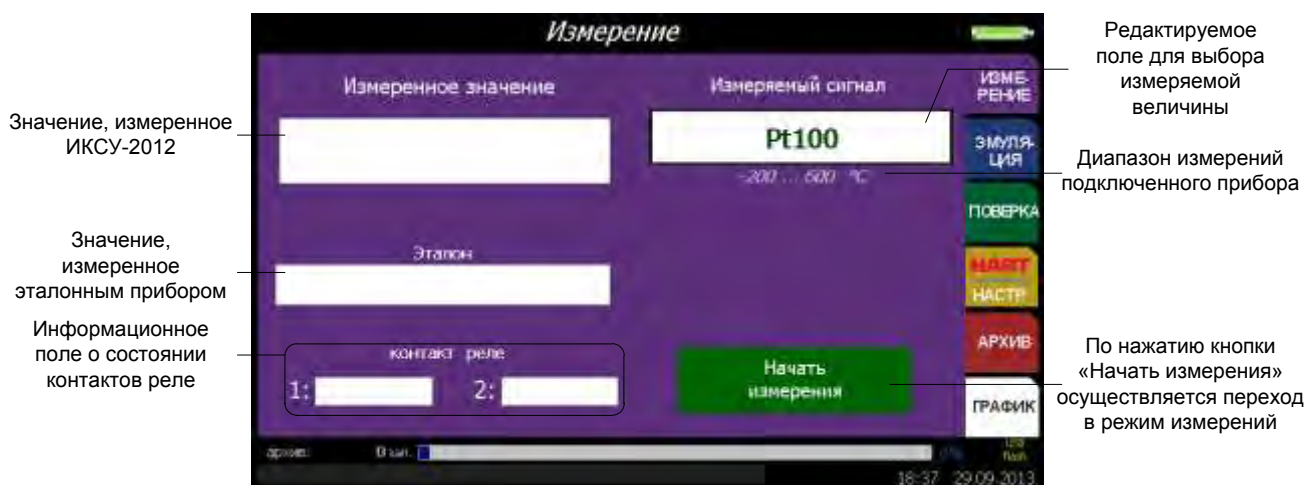 Измерение
Редактируемое
поле для выбора
измеряемой
величины
Измеренное значение
Измеряемый сигнал
ИЗМЕ-
РЕНИЕ
Значение, измеренное
ИКСУ-2012
Pt100
ЭМУЛЯ-
ЦИЯ
-200 ... 600 °C
Диапазон измерений
подключенного прибора
ПОВЕРКА
Значение,
измеренное
эталонным прибором
Эталон
HART
НАСТР.
Информационное
поле о состоянии
контактов реле
контакт реле
1:
2:
Начать
измерения
АРХИВ
По нажатию кнопки
«Начать измерения»
осуществляется переход
в режим измерений
ГРАФИК
архив:
0 зап.
18:37 29.09.2013